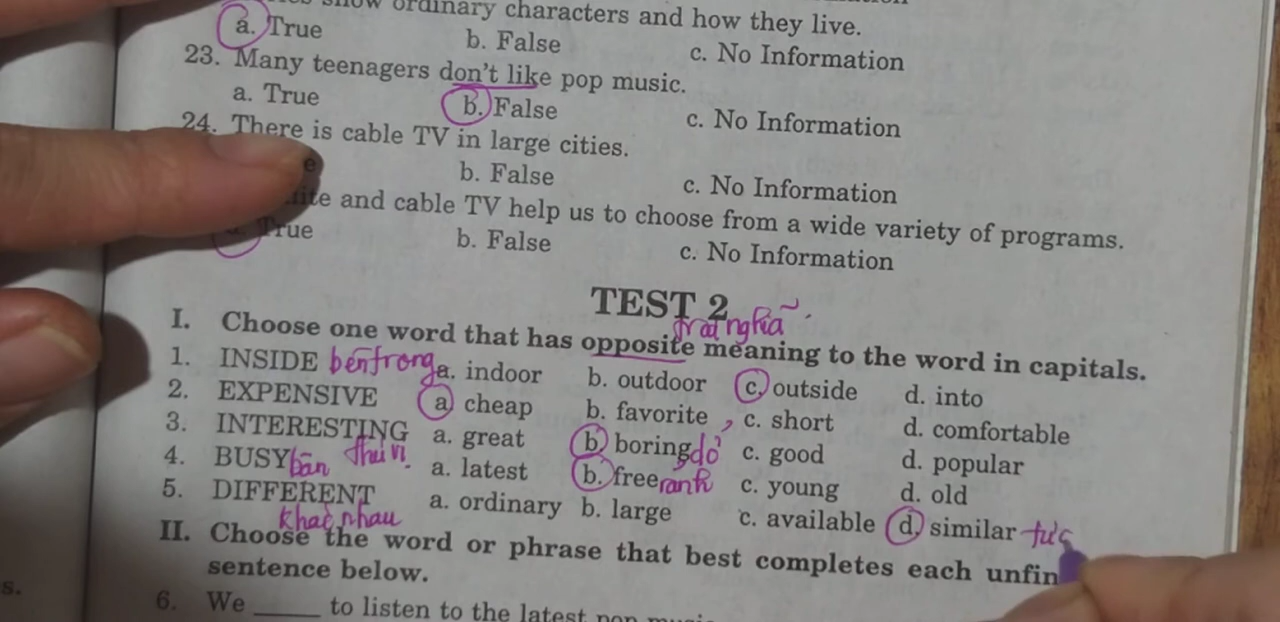 ordinary characters and how they live.
a. True b. False c. No Information
23. Many teenagers don't like pop music.
a. True b. False c. No Information
24. There is cable TV in large cities.
b. False c. No Information
and cable TV help us to choose from a wide variety of programs.
True b. False c. No Information
TEST 2
trái nghĩa
I. Choose one word that has opposite meaning to the word in capitals.
1. INSIDE bên trong a. indoor b. outdoor c. outside d. into
2. EXPENSIVE a. cheap b. favorite c. short d. comfortable
3. INTERESTING thú vị a. great b. boring dở c. good d. popular
4. BUSY bận a. latest b. free rảnh c. young d. old
5. DIFFERENT khác nhau a. ordinary b. large c. available d. similar
II. Choose the word or phrase that best completes each
sentence below.
6. We ____ to listen to the latest pop